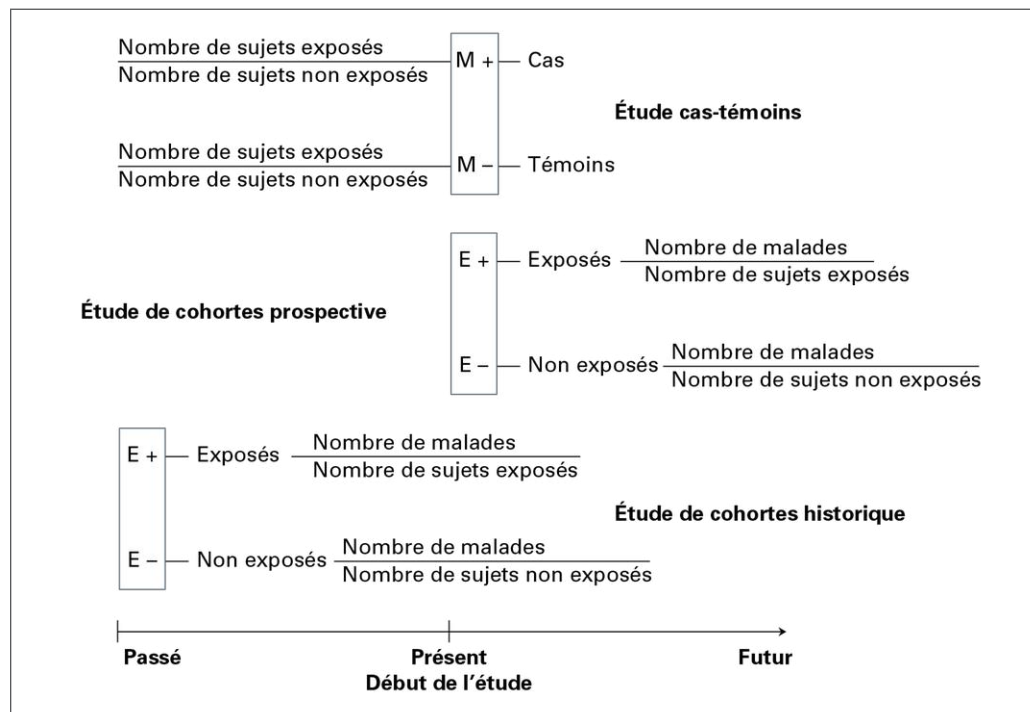 Nombre de sujets exposés
Nombre de sujets non exposés
M + Cas
Étude cas-témoins
Nombre de sujets exposés
Nombre de sujets non exposés
M – Témoins
E + Exposés
Nombre de malades
Nombre de sujets exposés
Étude de cohortes prospective
E – Non exposés
Nombre de malades
Nombre de sujets non exposés
E + Exposés
Nombre de malades
Nombre de sujets exposés
Étude de cohortes historique
E – Non exposés
Nombre de malades
Nombre de sujets non exposés
Passé Présent Futur
Début de l'étude